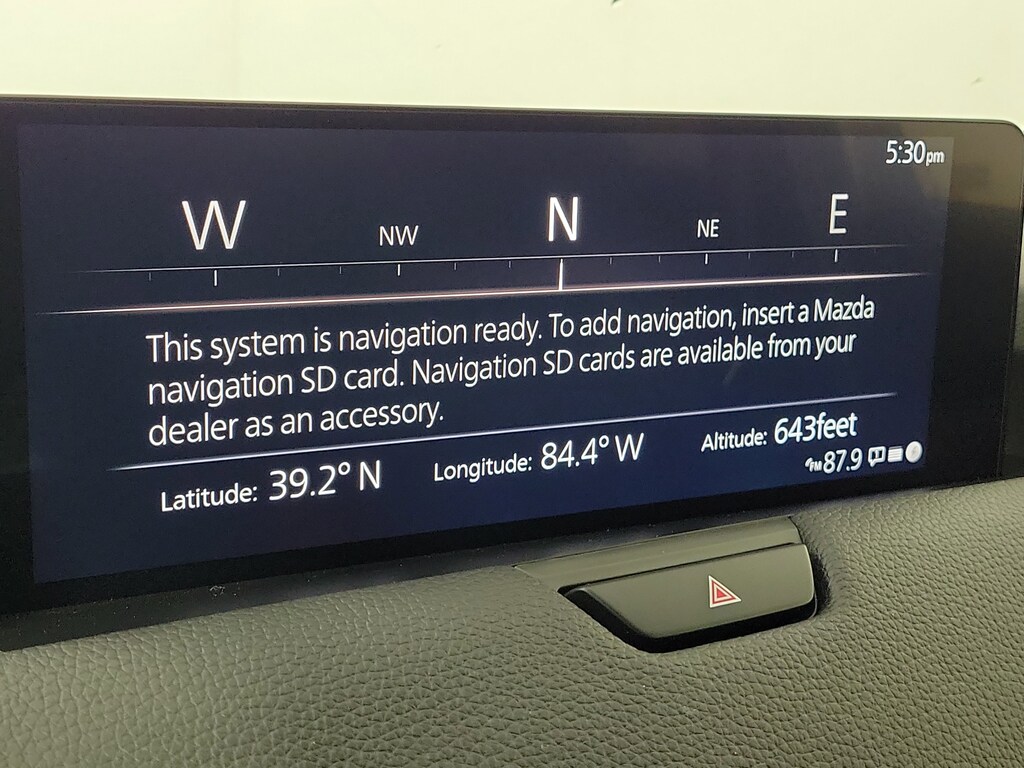 5:30pm
W NW N NE E
This system is navigation ready. To add navigation, insert a Mazda
navigation SD card. Navigation SD cards are available from your
dealer as an accessory.
Latitude: 39.2° N Longitude: 84.4° W Altitude: 643feet
FM 87.9